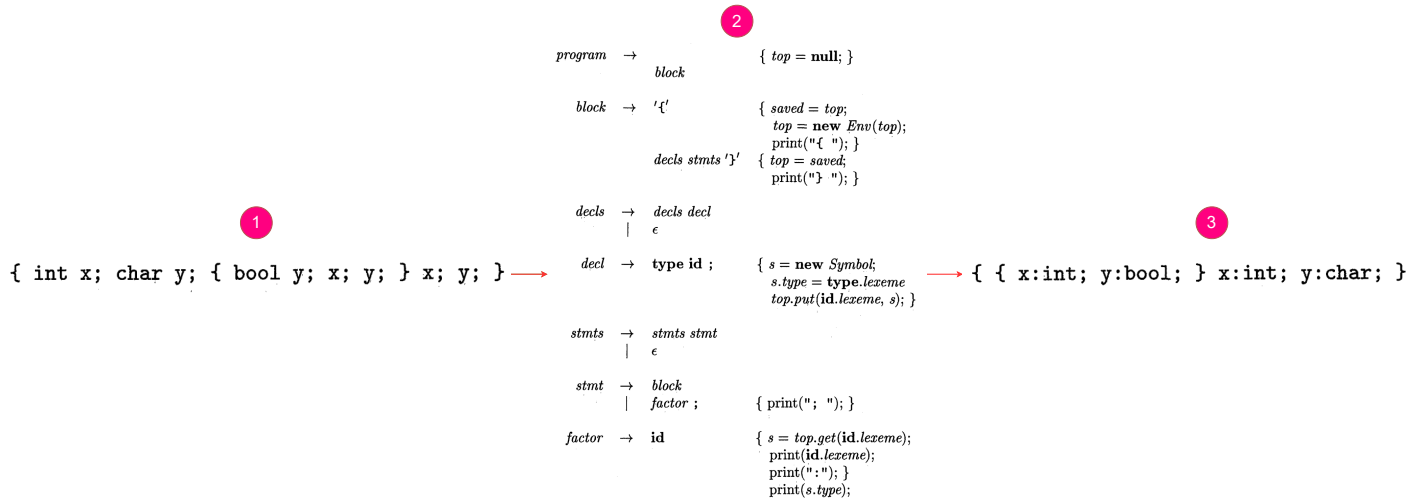 2
program → { top = null; }
block
block → '{' { saved = top;
top = new Env(top);
print("{ "); }
decls stmts '}' { top = saved;
print("} "); }
1
3
decls → decls decl
| ϵ
{ int x; char y; { bool y; x; y; } x; y; }
decl → type id ; { s = new Symbol;
s.type = type.lexeme
top.put(id.lexeme, s); }
{ { x:int; y:bool; } x:int; y:char; }
stmts → stmts stmt
| ϵ
stmt → block
| factor ; { print("; "); }
factor → id { s = top.get(id.lexeme);
print(id.lexeme);
print(":"); }
print(s.type);